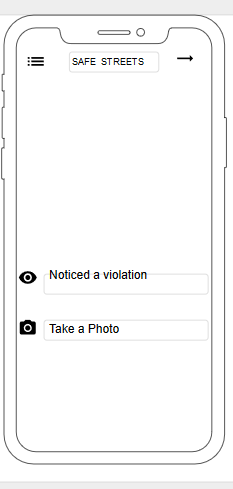 SAFE STREETS
Noticed a violation
Take a Photo